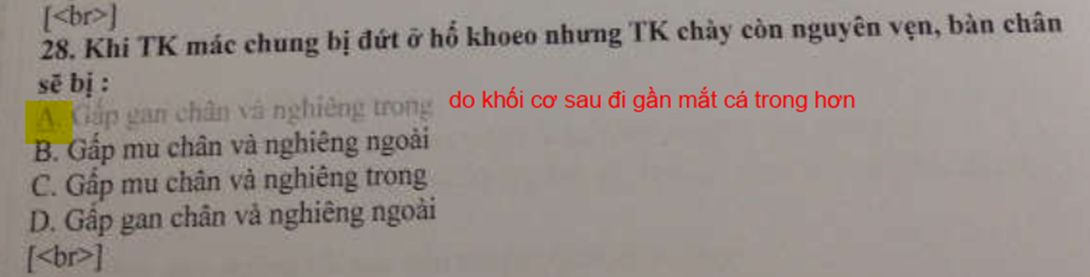 [<br>]
28. Khi TK mác chung bị đứt ở hố khoeo nhưng TK chày còn nguyên vẹn, bàn chân
sẽ bị :
A. Gấp gan chân và nghiêng trong do khối cơ sau đi gần mắt cá trong hơn
B. Gấp mu chân và nghiêng ngoài
C. Gấp mu chân và nghiêng trong
D. Gấp gan chân và nghiêng ngoài
[<br>]